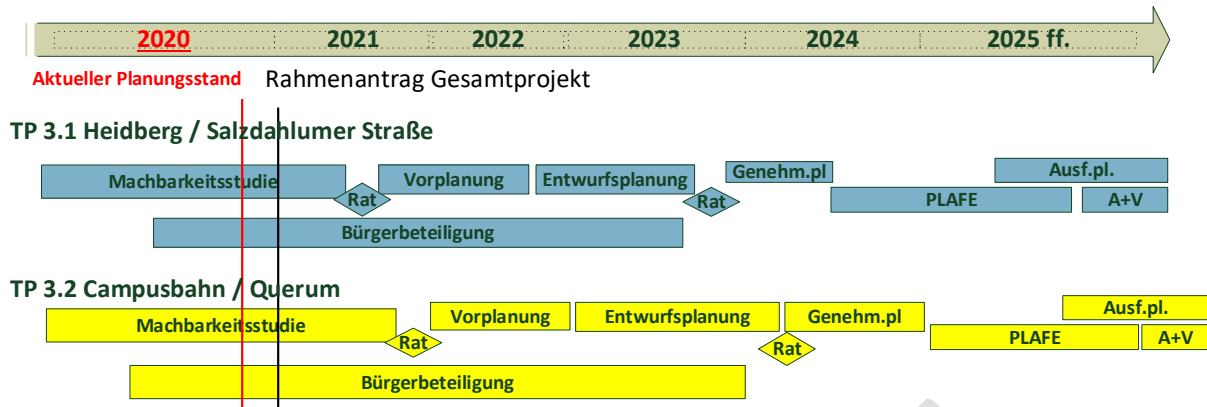 2020 2021 2022 2023 2024 2025 ff.
Aktueller Planungsstand Rahmenantrag Gesamtprojekt
TP 3.1 Heidberg / Salzdahlumer Straße
Machbarkeitsstudie Rat Vorplanung Entwurfsplanung Rat Genehm.pl PLAFE Ausf.pl. A+V
Bürgerbeteiligung
TP 3.2 Campusbahn / Querum
Machbarkeitsstudie Rat Vorplanung Entwurfsplanung Rat Genehm.pl PLAFE Ausf.pl. A+V
Bürgerbeteiligung